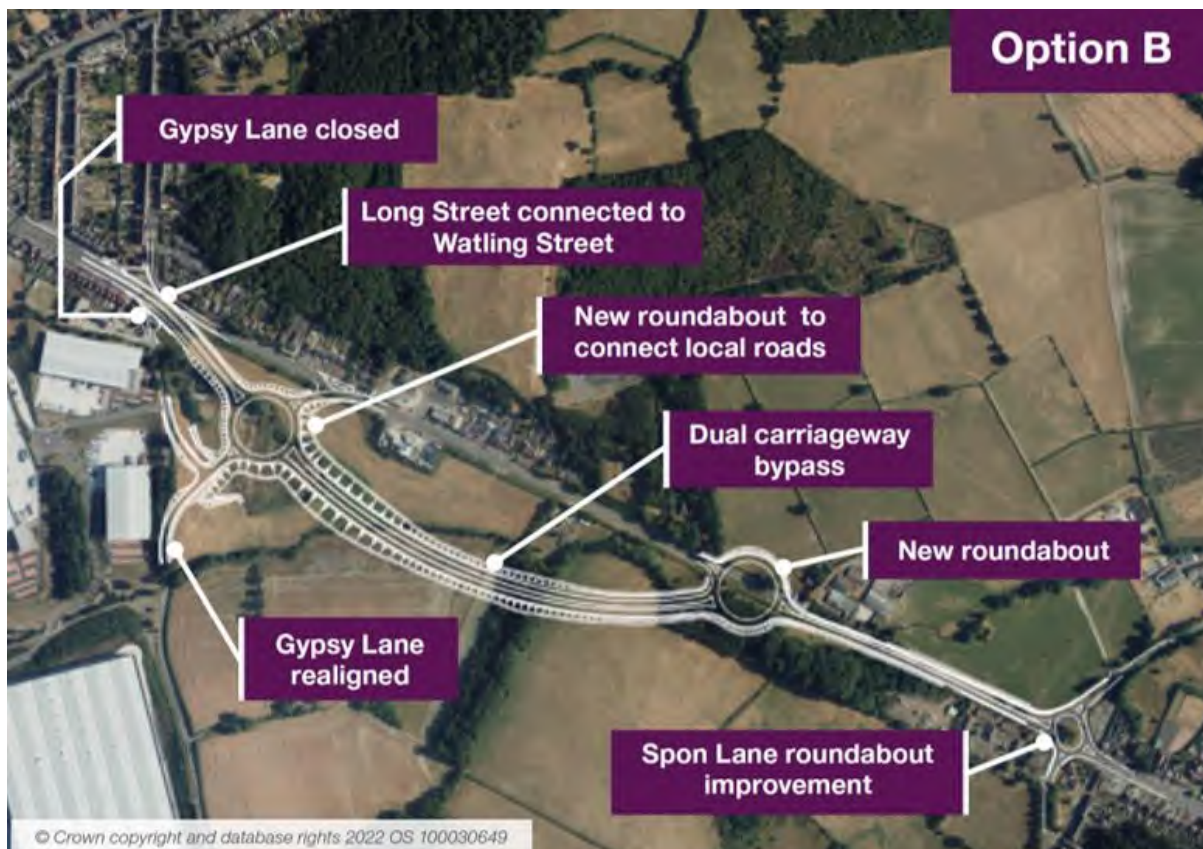 Option B
Gypsy Lane closed
Long Street connected to
Watling Street
New roundabout to
connect local roads
Dual carriageway
bypass
New roundabout
Gypsy Lane
realigned
Spon Lane roundabout
improvement
© Crown copyright and database rights 2022 OS 100030649